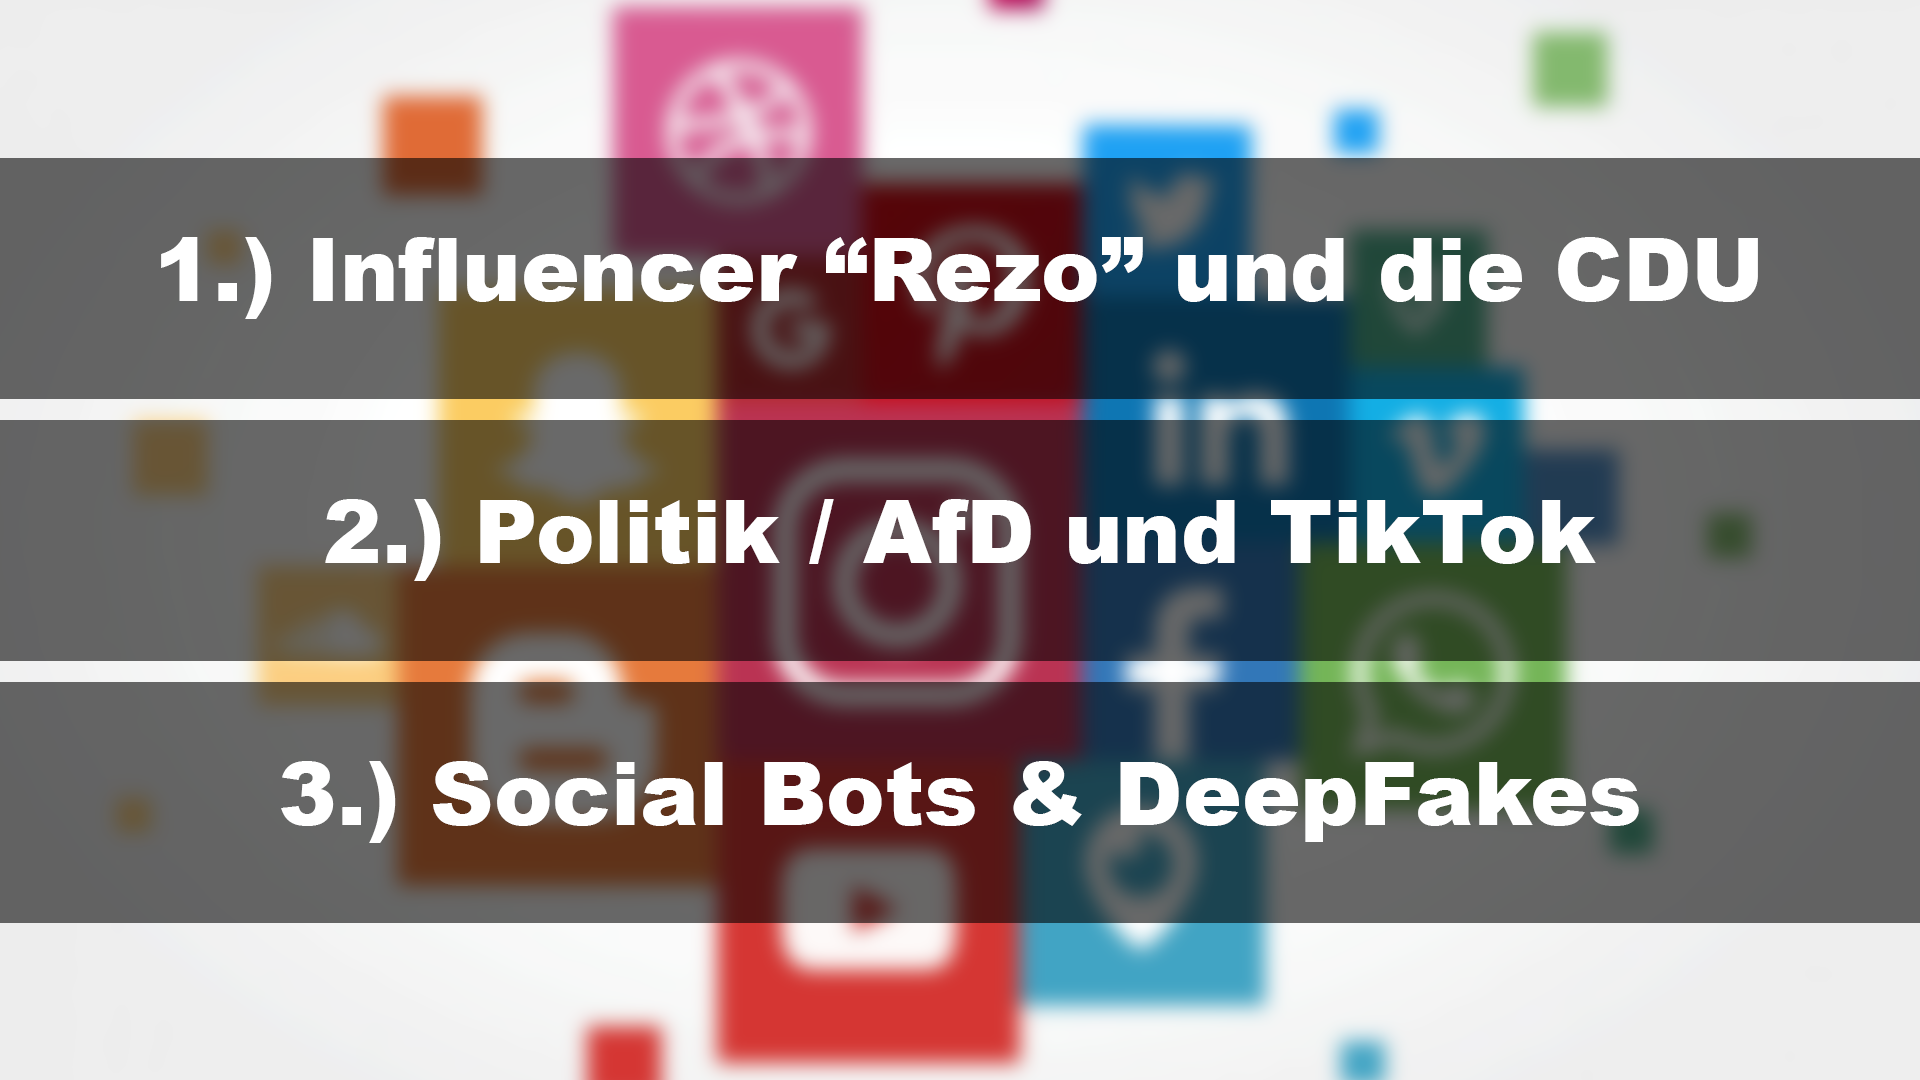 1.) Influencer “Rezo” und die CDU
2.) Politik / AfD und TikTok
3.) Social Bots & DeepFakes